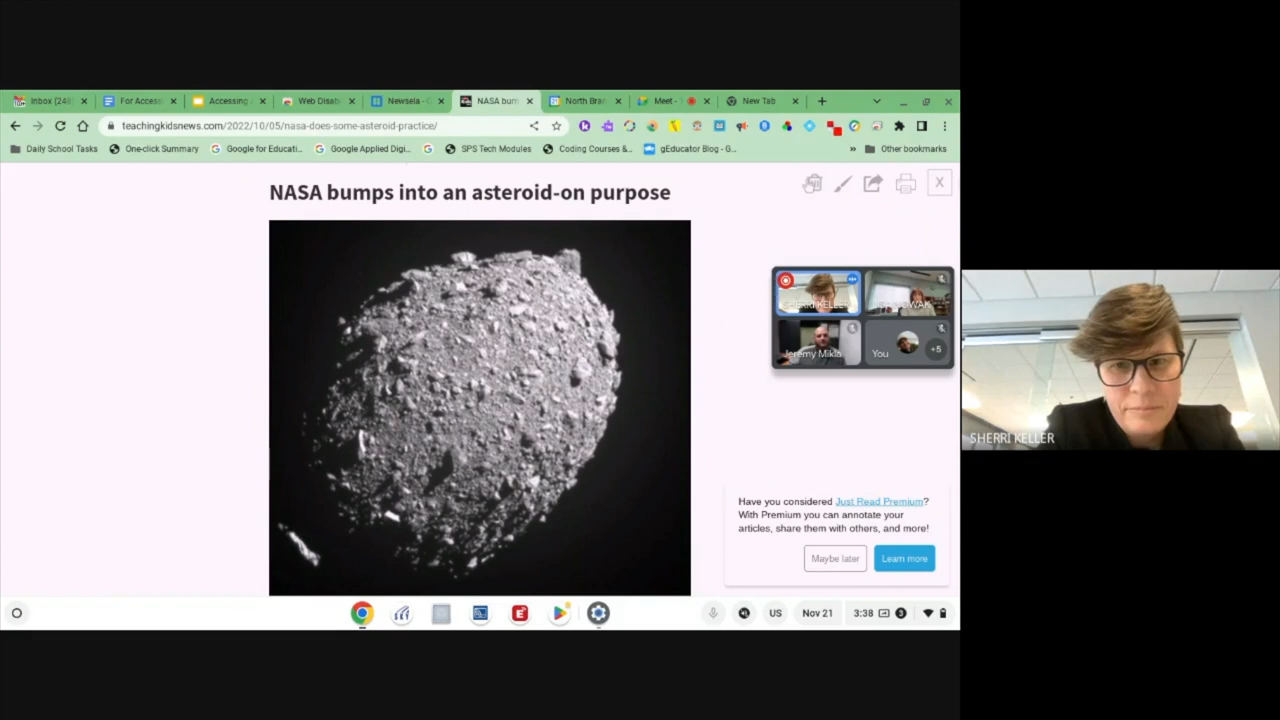 Inbox (248
For Access
Accessing
Web Disab
Newsela -
NASA bum
North Bran
Meet -
New Tab
teachingkidsnews.com/2022/10/05/nasa-does-some-asteroid-practice/
Daily School Tasks
One-click Summary
Google for Educati...
Google Applied Digi...
SPS Tech Modules
Coding Courses &...
gEducator Blog - G...
»
Other bookmarks
NASA bumps into an asteroid-on purpose
X
SHERRI KELLER
Jeremy Mikla
You
+5
SHERRI KELLER
Have you considered Just Read Premium?
With Premium you can annotate your
articles, share them with others, and more!
Maybe later
Learn more
US
Nov 21
3:38
3